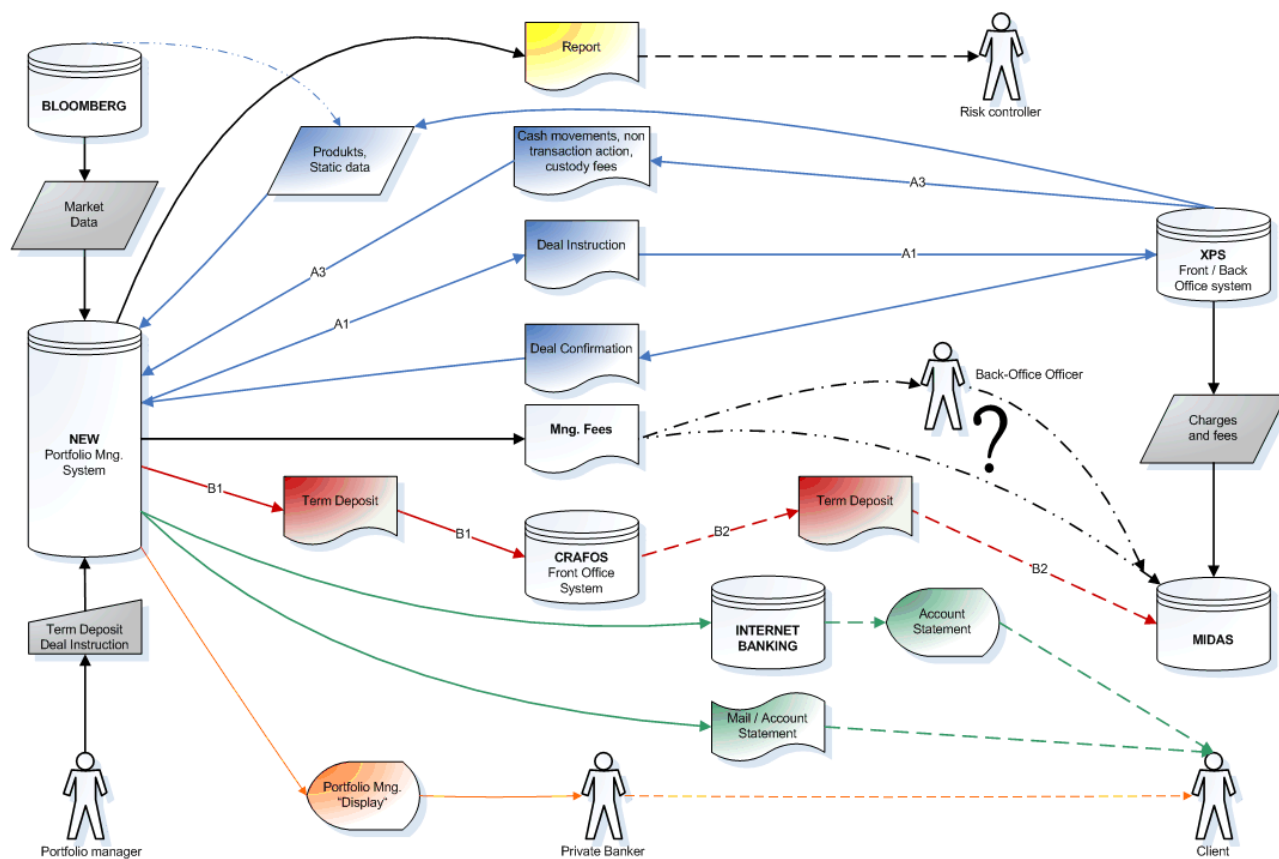 Report
BLOOMBERG
Risk controller
Produkts,
Static data
Cash movements, non
transaction action,
custody fees
A3
Market
Data
Deal Instruction
A1
XPS
Front / Back
Office system
A3
A1
Deal Confirmation
Back-Office Officer
?
NEW
Portfolio Mng.
System
Mng. Fees
Charges
and fees
B1
Term Deposit
B1
CRAFOS
Front Office
System
B2
Term Deposit
B2
Term Deposit
Deal Instruction
INTERNET
BANKING
Account
Statement
MIDAS
Mail / Account
Statement
Portfolio Mng.
"Display"
Portfolio manager
Private Banker
Client